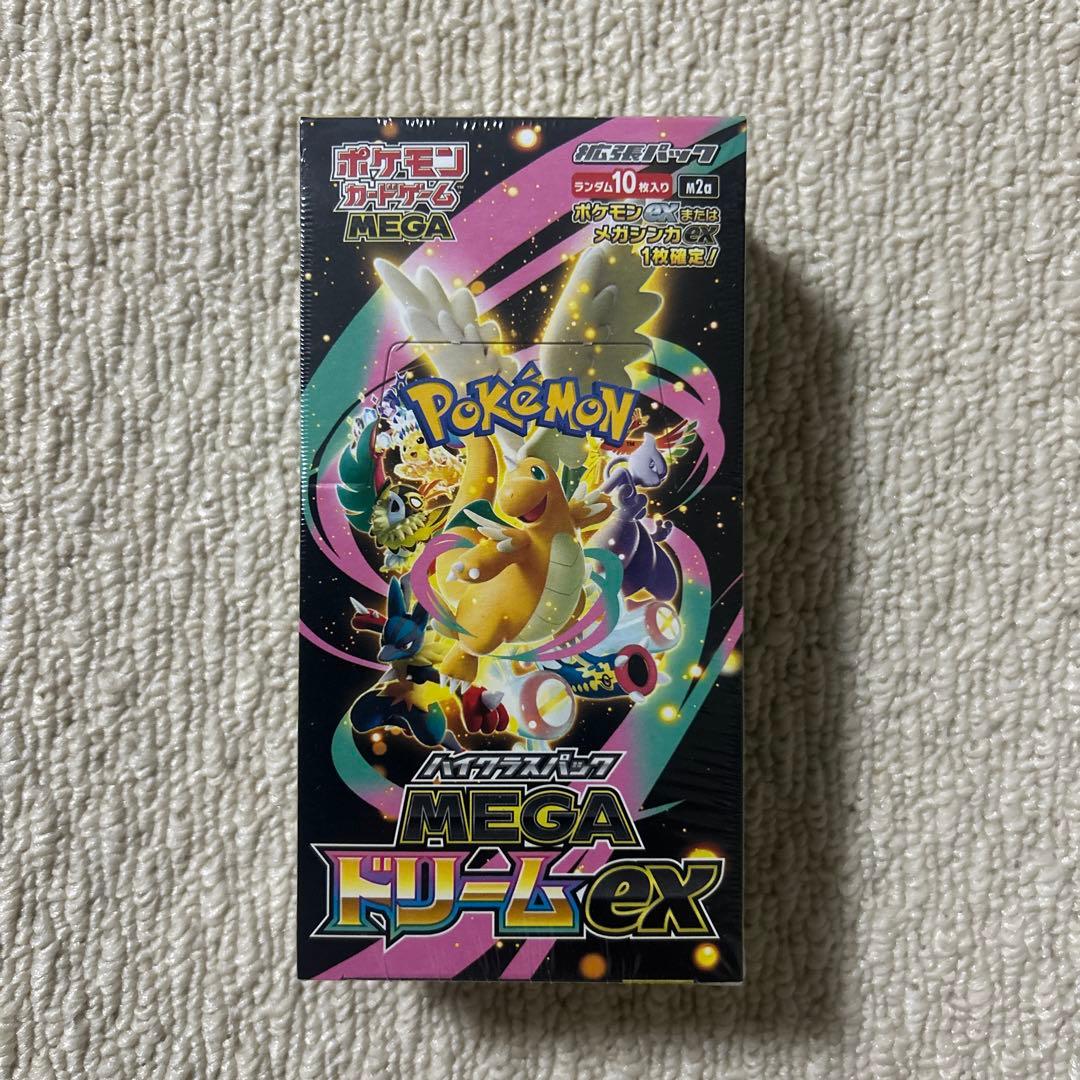 ポケモン
カードゲーム
MEGA
拡張パック
ランダム10枚入り M2a
ポケモンexまたは
メガシンカex
1枚確定!
POKÉMON
ハイクラスパック
MEGA
ドリームex